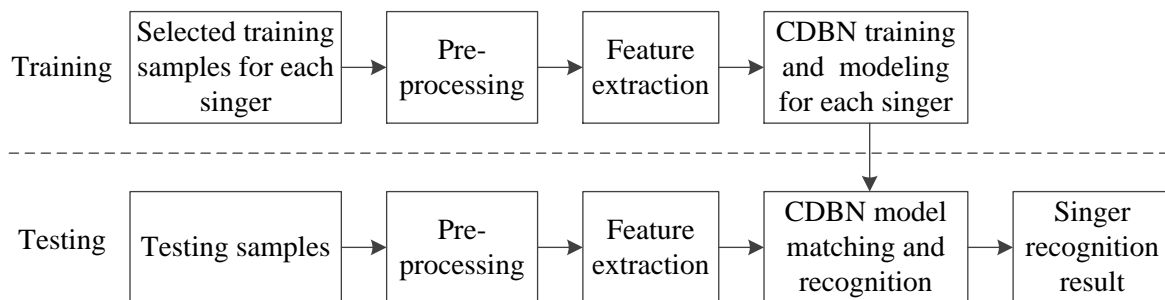 Training
Selected training
samples for each
singer
Pre-
processing
Feature
extraction
CDBN training
and modeling
for each singer
Testing
Testing samples
Pre-
processing
Feature
extraction
CDBN model
matching and
recognition
Singer
recognition
result